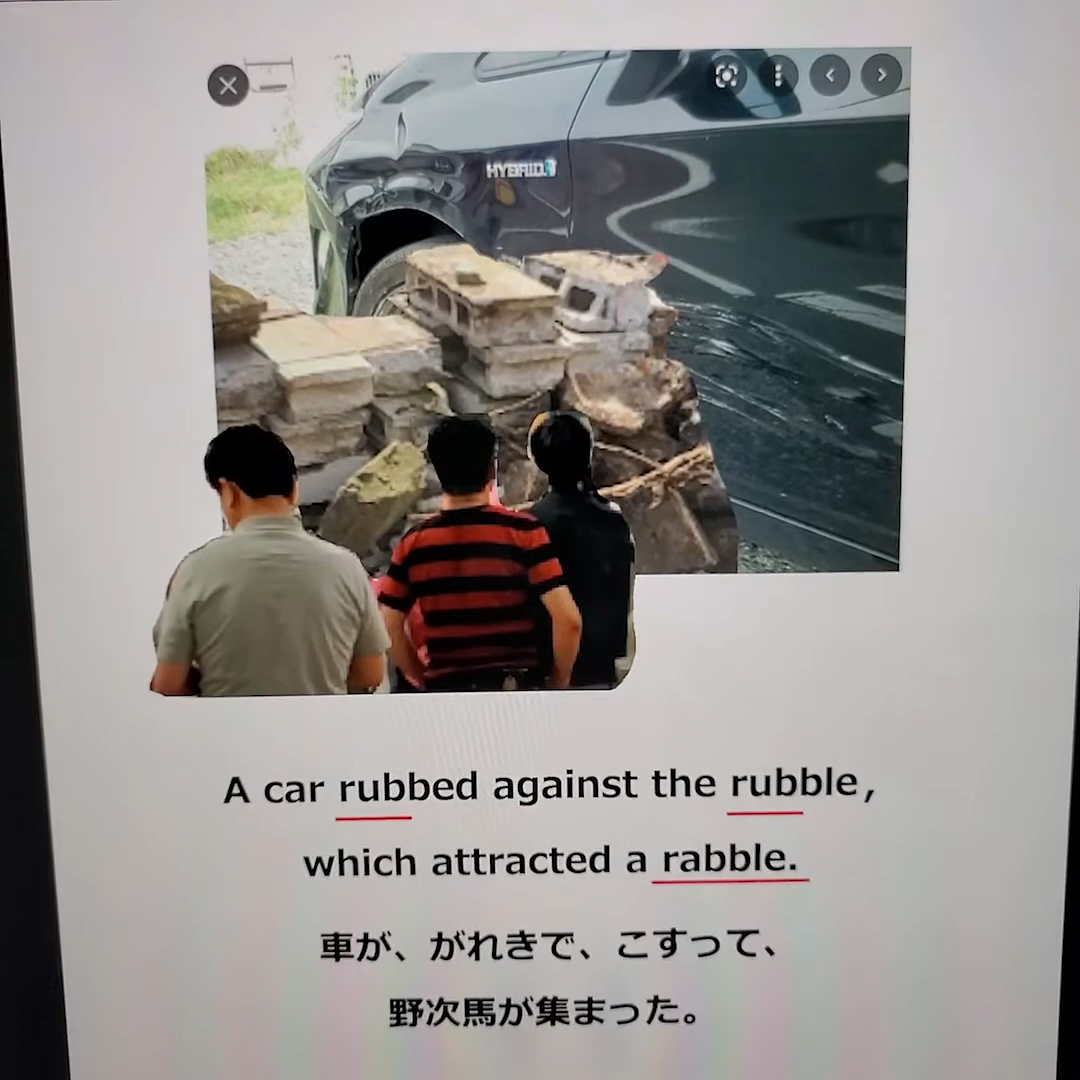 HYBRID
A car rubbed against the rubble,
which attracted a rabble.
車が、がれきで、こすって、
野次馬が集まった。